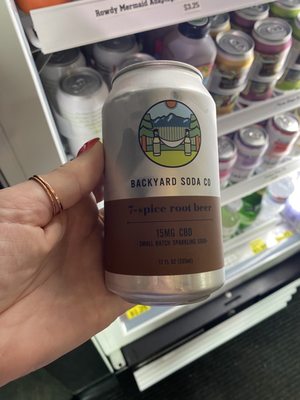 Rowdy Mermaid Adaptog
$3.25
BACKYARD SODA CO
7-spice root beer
15MG CBD
SMALL BATCH SPARKLING SODA
12 FL OZ (355ml)